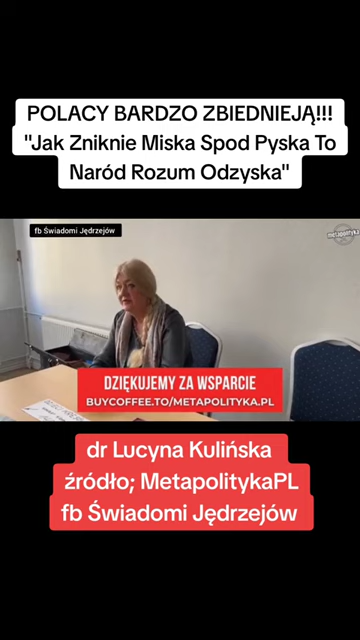 POLACY BARDZO ZBIEDNIEJĄ!!!
"Jak Zniknie Miska Spod Pyska To
Naród Rozum Odzyska"
fb Świadomi Jędrzejów
metapolityka
DZIĘKUJEMY ZA WSPARCIE
BUYCOFFEE.TO/METAPOLITYKA.PL
dr Lucyna Kulińska
źródło; MetapolitykaPL
fb Świadomi Jędrzejów